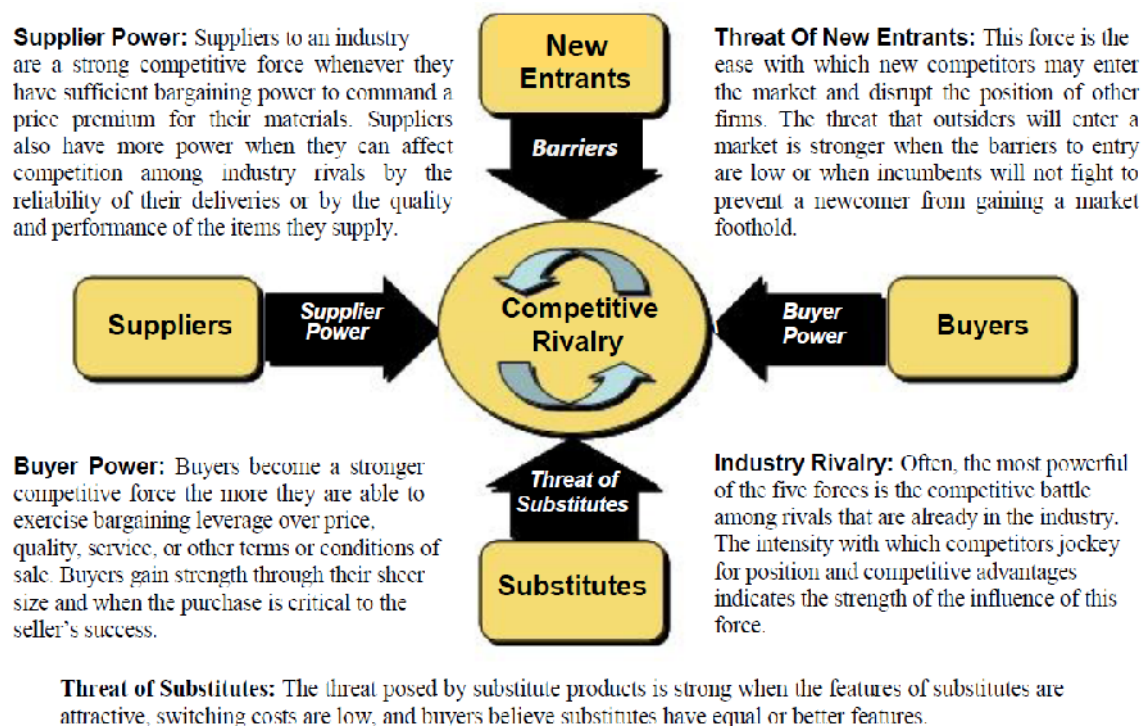 Supplier Power: Suppliers to an industry
are a strong competitive force whenever they
have sufficient bargaining power to command a
price premium for their materials. Suppliers
also have more power when they can affect
competition among industry rivals by the
reliability of their deliveries or by the quality
and performance of the items they supply.
New
Entrants
Barriers
Threat Of New Entrants: This force is the
ease with which new competitors may enter
the market and disrupt the position of other
firms. The threat that outsiders will enter a
market is stronger when the barriers to entry
are low or when incumbents will not fight to
prevent a newcomer from gaining a market
foothold.
Suppliers
Supplier
Power
Competitive
Rivalry
Buyer
Power
Buyers
Buyer Power: Buyers become a stronger
competitive force the more they are able to
exercise bargaining leverage over price,
quality, service, or other terms or conditions of
sale. Buyers gain strength through their sheer
size and when the purchase is critical to the
seller's success.
Threat of
Substitutes
Substitutes
Industry Rivalry: Often, the most powerful
of the five forces is the competitive battle
among rivals that are already in the industry.
The intensity with which competitors jockey
for position and competitive advantages
indicates the strength of the influence of this
force.
Threat of Substitutes: The threat posed by substitute products is strong when the features of substitutes are
attractive, switching costs are low, and buyers believe substitutes have equal or better features.